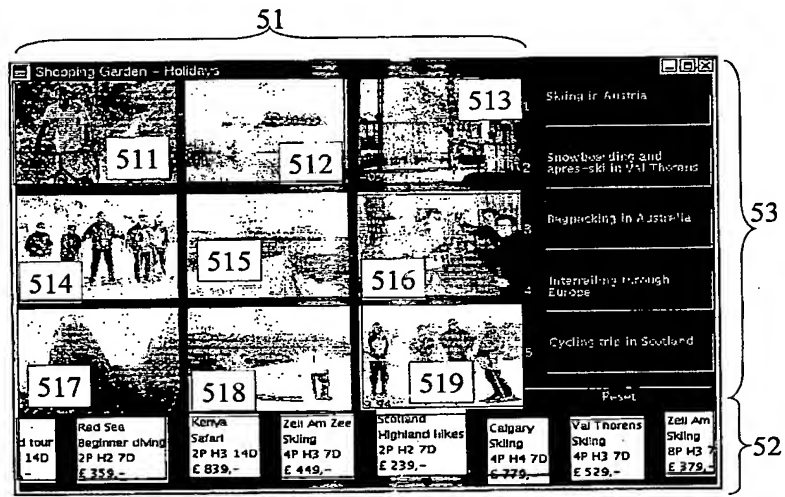 51
Shopping Garden - Holidays
511
512
513
514
515
516
517
518
519
1
Skiing in Austria
2
Snowboarding and
apres-ski in Val Thorens
3
Bagpacking in Australia
4
Interrailing through
Europe
5
Cycling trip in Scotland
Reset
53
d tour
14D
,-
Red Sea
Beginner diving
2P H2 7D
£ 359,-
Kenya
Safari
2P H3 14D
£ 839,-
Zell Am Zee
Skiing
4P H3 7D
£ 449,-
Scotland
Highland hikes
2P H2 7D
£ 239,-
Calgary
Skiing
4P H4 7D
£ 779,-
Val Thorens
Skiing
4P H3 7D
£ 529,-
Zell Am
Skiing
8P H3 7
£ 379,-
52